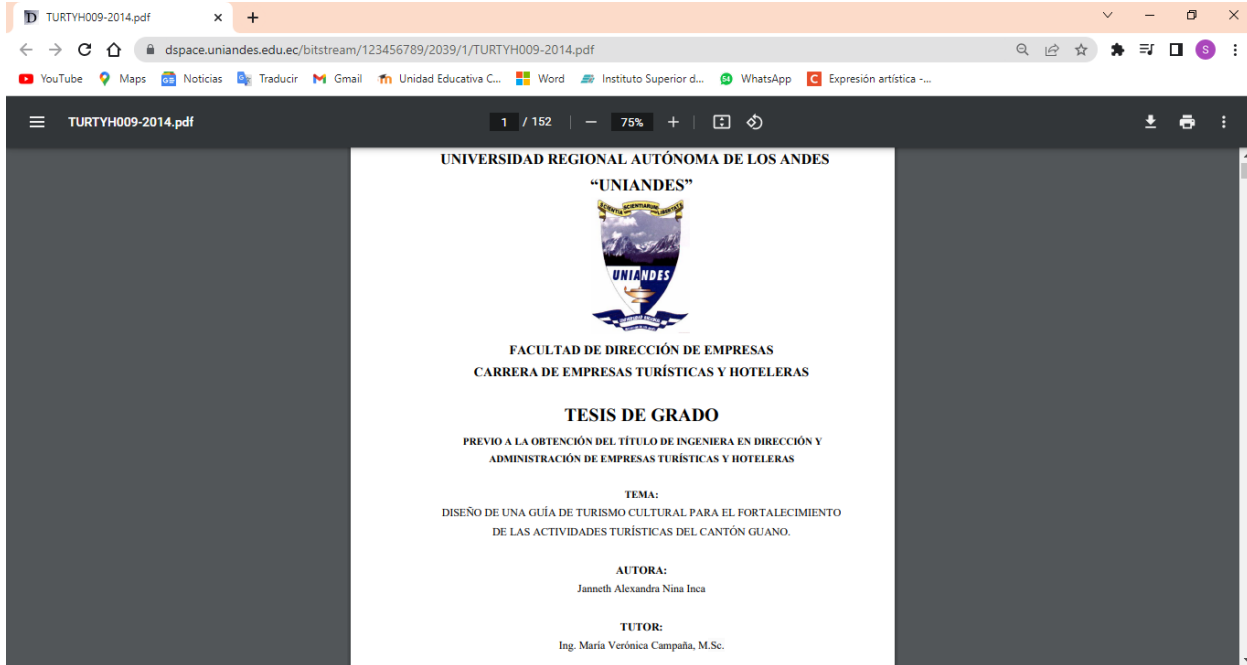 TURTYH009-2014.pdf
dspace.uniandes.edu.ec/bitstream/123456789/2039/1/TURTYH009-2014.pdf
S
YouTube Maps Noticias Traducir Gmail Unidad Educativa C... Word Instituto Superior d... WhatsApp Expresión artística -...
TURTYH009-2014.pdf 1 / 152 75%
UNIVERSIDAD REGIONAL AUTÓNOMA DE LOS ANDES
“UNIANDES”
UNIANDES
FACULTAD DE DIRECCIÓN DE EMPRESAS
CARRERA DE EMPRESAS TURÍSTICAS Y HOTELERAS
TESIS DE GRADO
PREVIO A LA OBTENCIÓN DEL TÍTULO DE INGENIERA EN DIRECCIÓN Y
ADMINISTRACIÓN DE EMPRESAS TURÍSTICAS Y HOTELERAS
TEMA:
DISEÑO DE UNA GUÍA DE TURISMO CULTURAL PARA EL FORTALECIMIENTO
DE LAS ACTIVIDADES TURÍSTICAS DEL CANTÓN GUANO.
AUTORA:
Janneth Alexandra Nina Inca
TUTOR:
Ing. María Verónica Campaña, M.Sc.